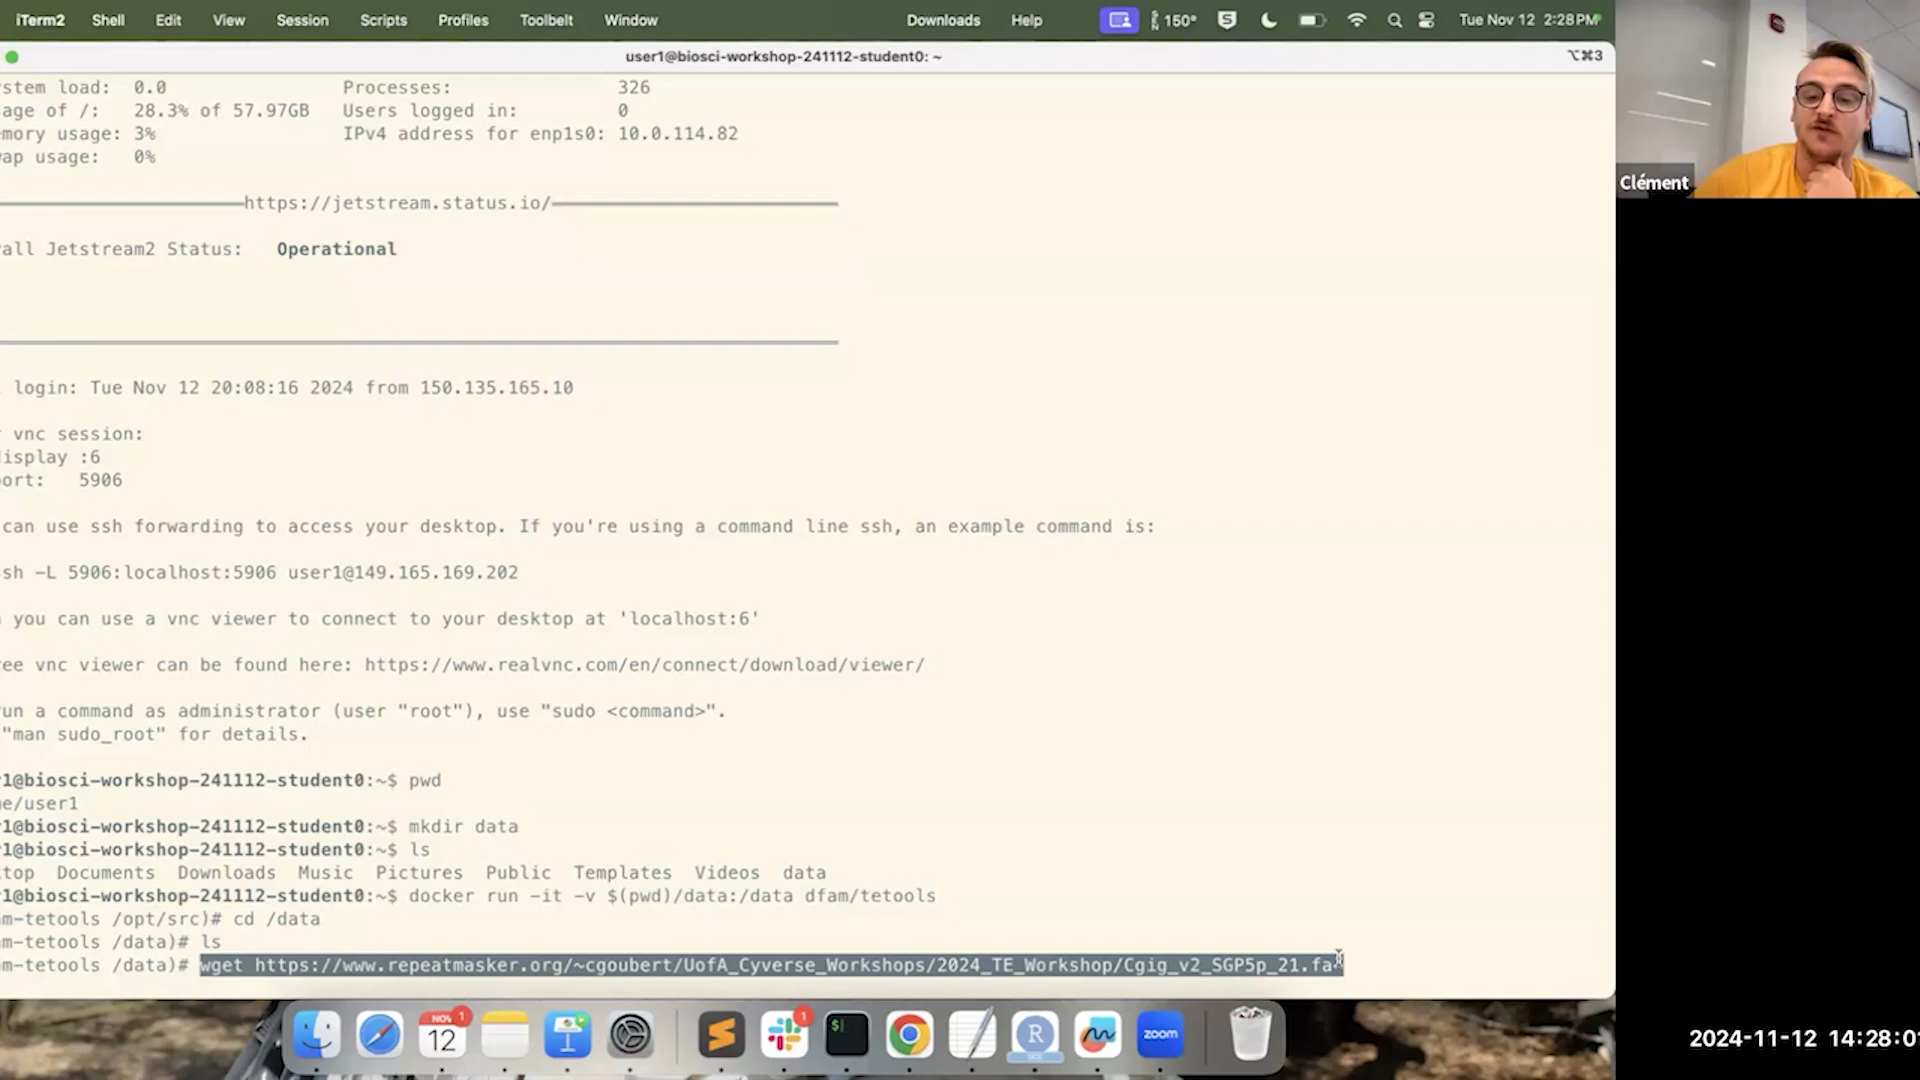 iTerm2 Shell Edit View Session Scripts Profiles Toolbelt Window Downloads Help 150° Tue Nov 12 2:28PM
user1@biosci-workshop-241112-student0: ~ ⌥⌘3
stem load: 0.0 Processes: 326
age of /: 28.3% of 57.97GB Users logged in: 0
mory usage: 3% IPv4 address for enp1s0: 10.0.114.82
ap usage: 0%
https://jetstream.status.io/
all Jetstream2 Status: Operational
login: Tue Nov 12 20:08:16 2024 from 150.135.165.10
vnc session:
isplay :6
ort: 5906
can use ssh forwarding to access your desktop. If you're using a command line ssh, an example command is:
sh -L 5906:localhost:5906 user1@149.165.169.202
you can use a vnc viewer to connect to your desktop at 'localhost:6'
ee vnc viewer can be found here: https://www.realvnc.com/en/connect/download/viewer/
un a command as administrator (user "root"), use "sudo <command>".
"man sudo_root" for details.
1@biosci-workshop-241112-student0:~$ pwd
e/user1
1@biosci-workshop-241112-student0:~$ mkdir data
1@biosci-workshop-241112-student0:~$ ls
top Documents Downloads Music Pictures Public Templates Videos data
1@biosci-workshop-241112-student0:~$ docker run -it -v $(pwd)/data:/data dfam/tetools
m-tetools /opt/src)# cd /data
m-tetools /data)# ls
m-tetools /data)# wget https://www.repeatmasker.org/~cgoubert/UofA_Cyverse_Workshops/2024_TE_Workshop/Cgig_v2_SGP5p_21.fa
Clément
NOV 12 1
1
$
R
zoom
2024-11-12 14:28:01